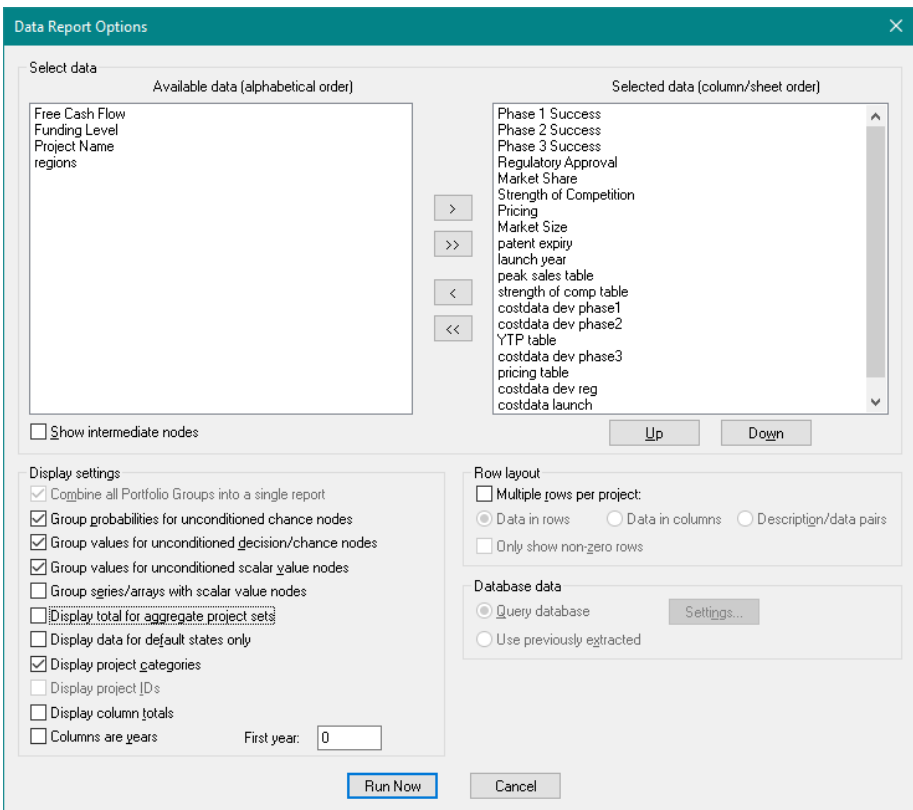 Data Report Options
Select data
Available data (alphabetical order)
Selected data (column/sheet order)
Free Cash Flow
Funding Level
Project Name
regions
>
>>
<
<<
Phase 1 Success
Phase 2 Success
Phase 3 Success
Regulatory Approval
Market Share
Strength of Competition
Pricing
Market Size
patent expiry
launch year
peak sales table
strength of comp table
costdata dev phase1
costdata dev phase2
YTP table
costdata dev phase3
pricing table
costdata dev reg
costdata launch
Show intermediate nodes
Up
Down
Display settings
Combine all Portfolio Groups into a single report
Group probabilities for unconditioned chance nodes
Group values for unconditioned decision/chance nodes
Group values for unconditioned scalar value nodes
Group series/arrays with scalar value nodes
Display total for aggregate project sets
Display data for default states only
Display project categories
Display project IDs
Display column totals
Columns are years
First year: 0
Row layout
Multiple rows per project:
Data in rows
Data in columns
Description/data pairs
Only show non-zero rows
Database data
Query database
Settings...
Use previously extracted
Run Now
Cancel